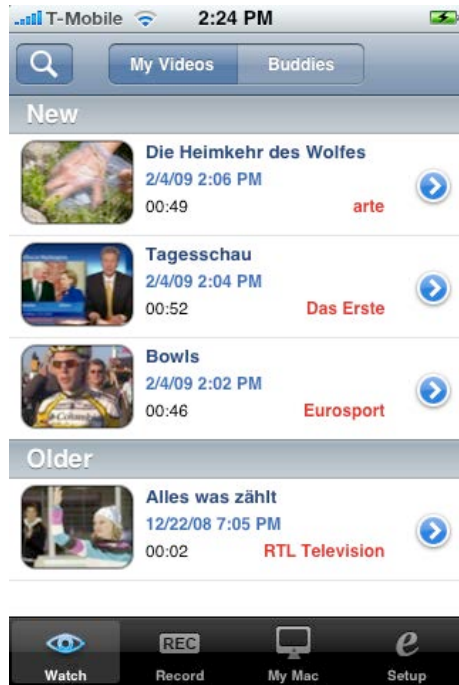 T-Mobile 2:24 PM
My Videos Buddies
New
Die Heimkehr des Wolfes
2/4/09 2:06 PM
00:49 arte
Tagesschau
2/4/09 2:04 PM
00:52 Das Erste
Bowls
2/4/09 2:02 PM
00:46 Eurosport
Older
Alles was zählt
12/22/08 7:05 PM
00:02 RTL Television
REC
Watch Record My Mac Setup